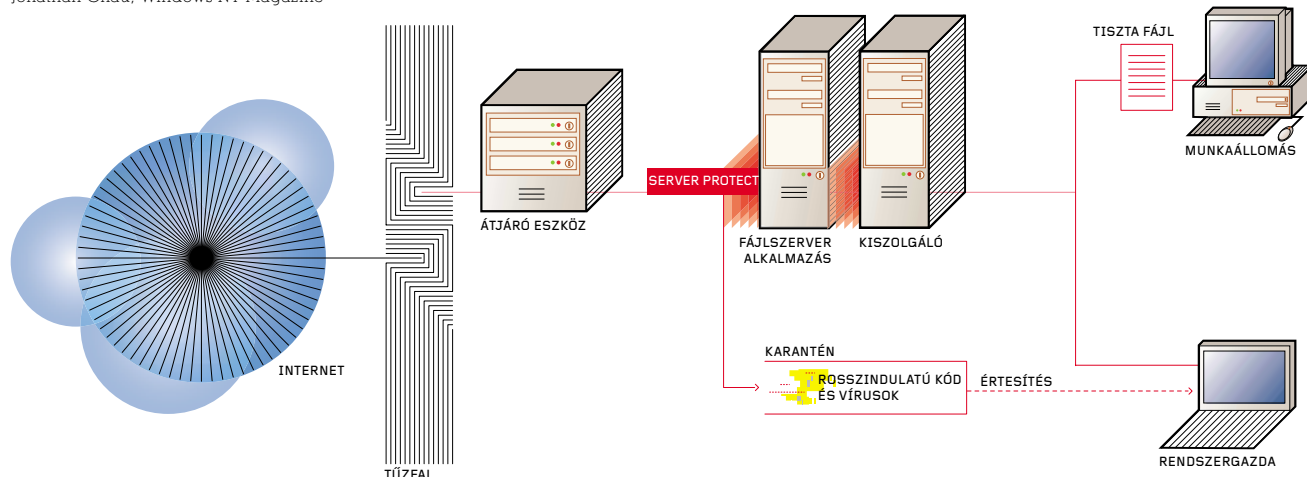 TISZTA FÁJL
MUNKAÁLLOMÁS
SERVER PROTECT
ÁTJÁRÓ ESZKÖZ
FÁJLSZERVER
ALKALMAZÁS
KISZOLGÁLÓ
INTERNET
KARANTÉN
ROSSZINDULATÚ KÓD
ÉS VÍRUSOK
ÉRTESÍTÉS
RENDSZERGAZDA
TŰZFAL